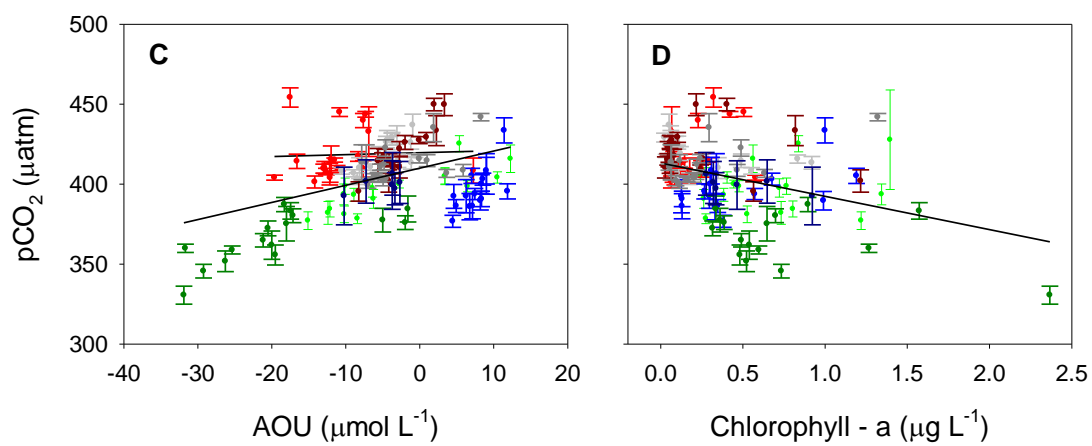 C
D
500
450
400
350
300
pCO₂ (μatm)
-40 -30 -20 -10 0 10 20
0.0 0.5 1.0 1.5 2.0 2.5
AOU (μmol L⁻¹)
Chlorophyll - a (μg L⁻¹)